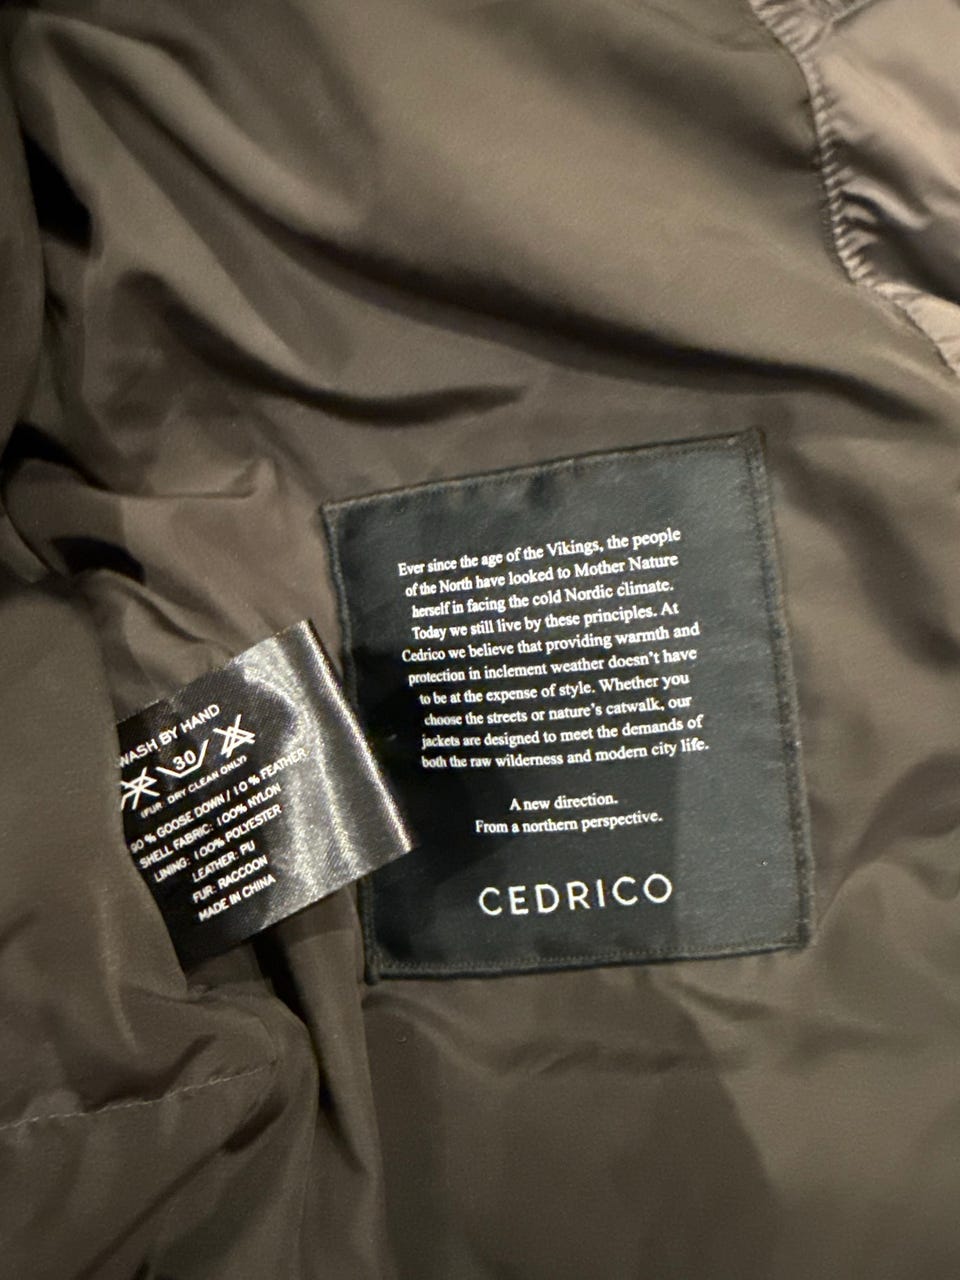 WASH BY HAND
30
(FUR: DRY CLEAN ONLY)
90 % GOOSE DOWN / 10 % FEATHER
SHELL FABRIC: 100% NYLON
LINING: 100% POLYESTER
LEATHER: PU
FUR: RACCOON
MADE IN CHINA
Ever since the age of the Vikings, the people
of the North have looked to Mother Nature
herself in facing the cold Nordic climate.
Today we still live by these principles. At
Cedrico we believe that providing warmth and
protection in inclement weather doesn't have
to be at the expense of style. Whether you
choose the streets or nature's catwalk, our
jackets are designed to meet the demands of
both the raw wilderness and modern city life.
A new direction.
From a northern perspective.
CEDRICO